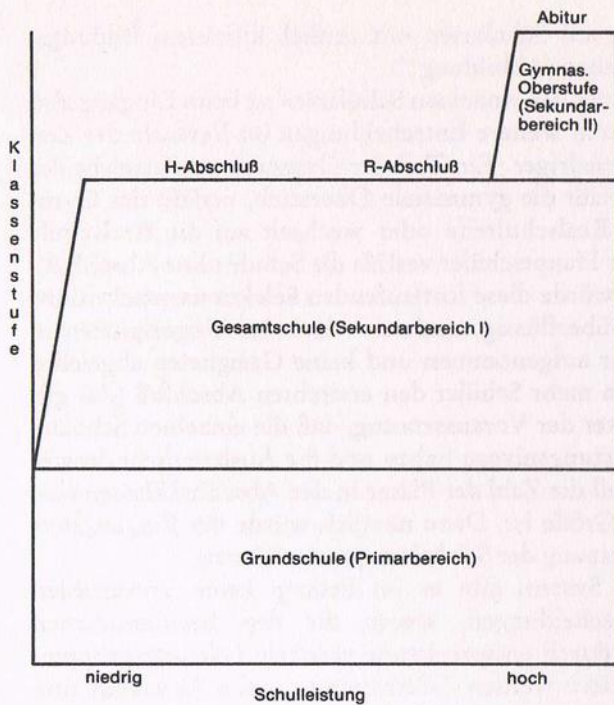 Abitur
Gymnas.
Oberstufe
(Sekundar-
bereich II)
H-Abschluß
R-Abschluß
Klassenstufe
Gesamtschule (Sekundarbereich I)
Grundschule (Primarbereich)
niedrig
hoch
Schulleistung